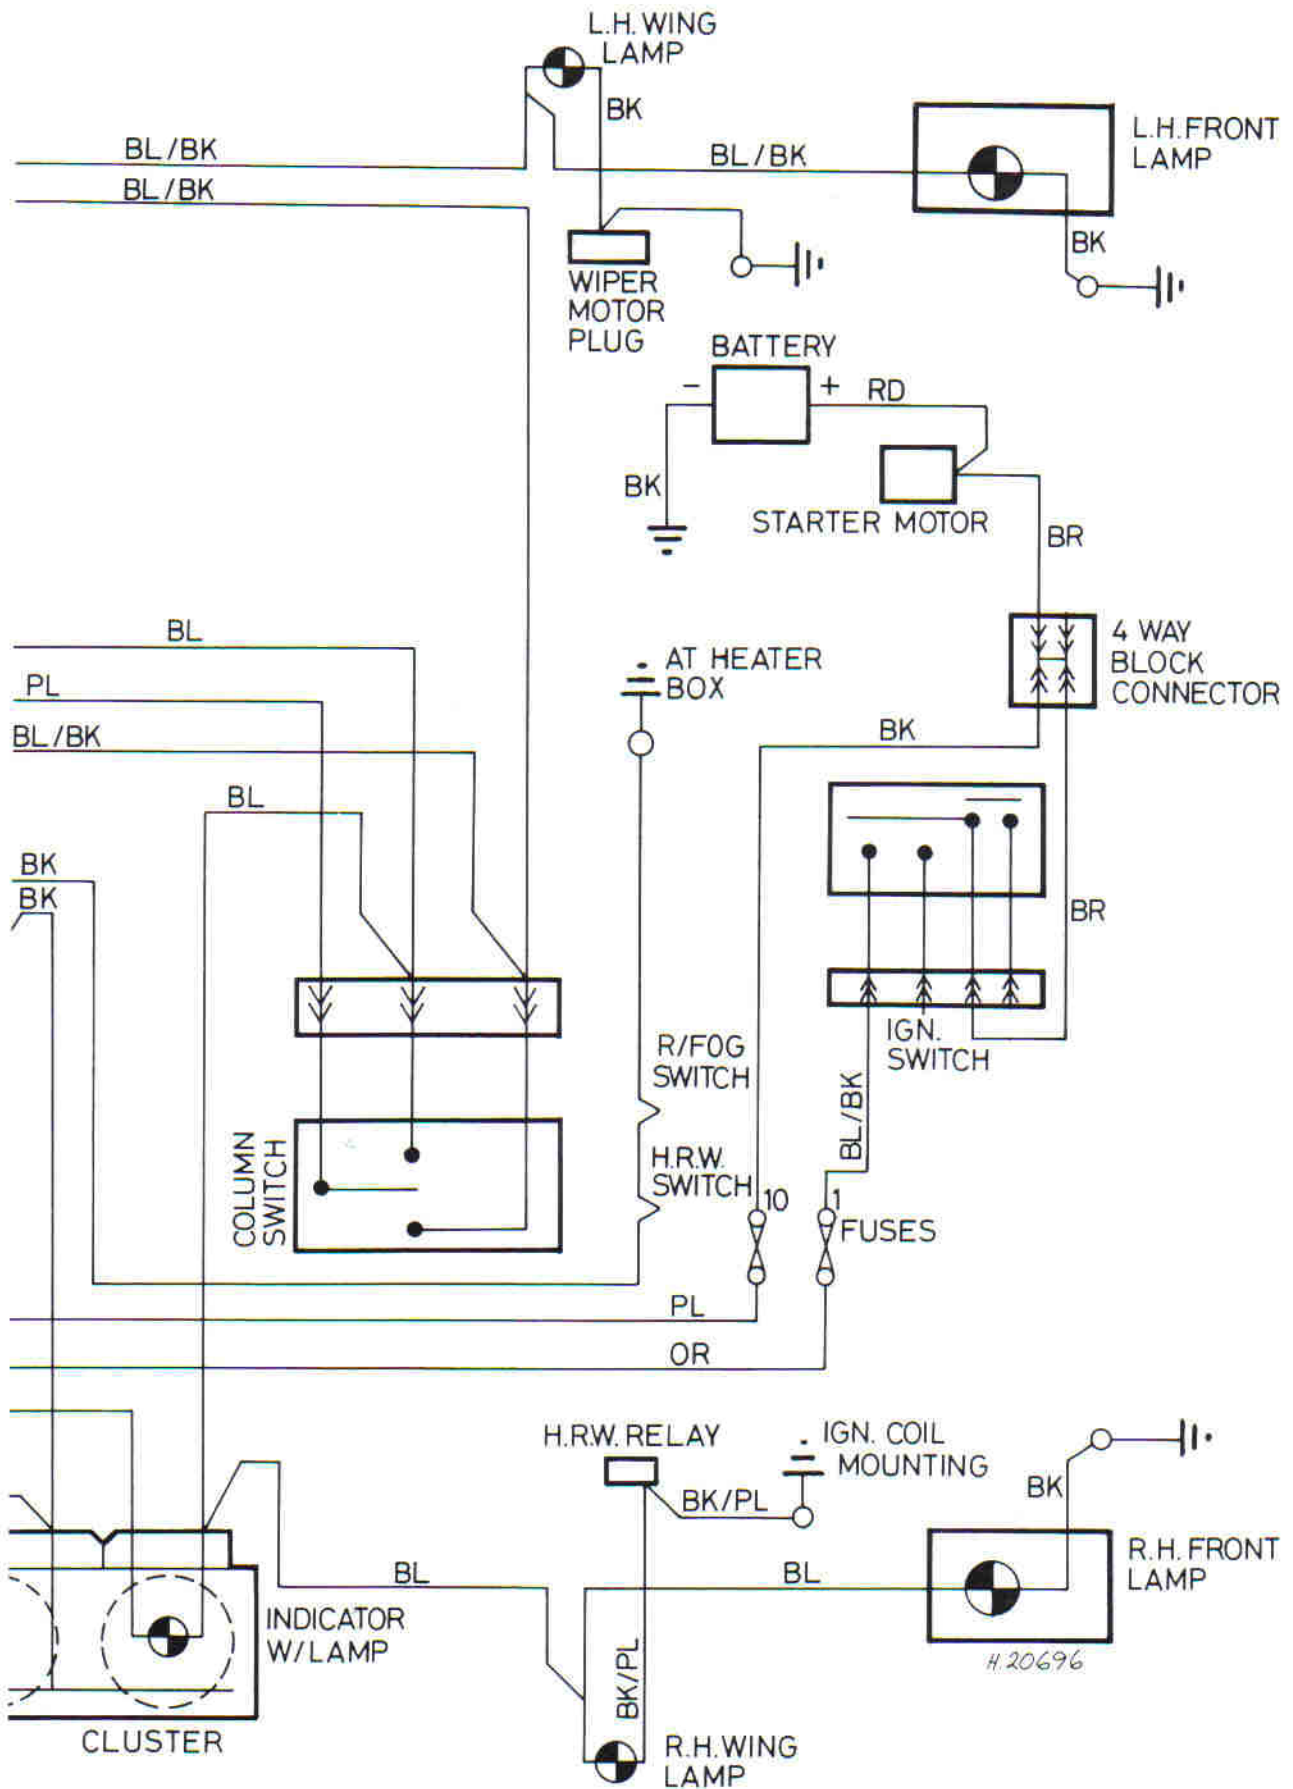 L.H. WING
LAMP
BK
L.H. FRONT
LAMP
BL/BK
BL/BK
BL/BK
BK
WIPER
MOTOR
PLUG
BATTERY
-
+
RD
BK
STARTER MOTOR
BR
BL
4 WAY
BLOCK
CONNECTOR
AT HEATER
BOX
PL
BK
BL/BK
BL
BK
BK
BR
IGN.
SWITCH
R/FOG
SWITCH
BL/BK
COLUMN
SWITCH
H.R.W.
SWITCH
10
1
FUSES
PL
OR
H.R.W. RELAY
IGN. COIL
MOUNTING
BK
BK/PL
R.H. FRONT
LAMP
BL
BL
INDICATOR
W/LAMP
BK/PL
H.20696
CLUSTER
R.H. WING
LAMP